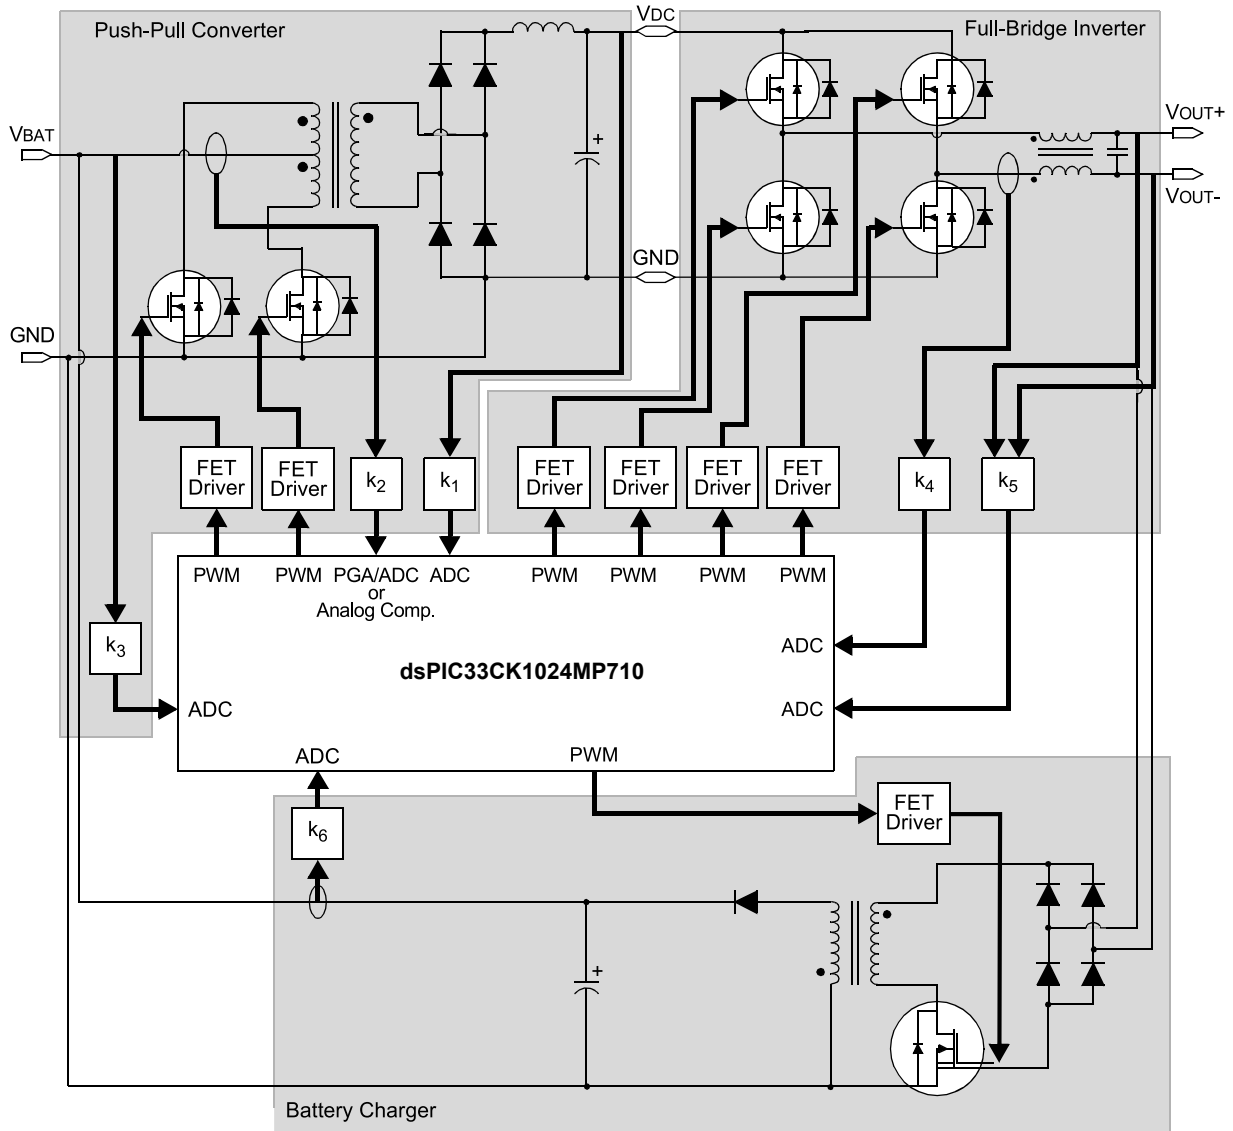 Push-Pull Converter
VDC
Full-Bridge Inverter
VBAT
+
VOUT+
VOUT-
GND
GND
FET
Driver
FET
Driver
k2
k1
FET
Driver
FET
Driver
FET
Driver
FET
Driver
k4
k5
PWM
PWM
PGA/ADC
or
Analog Comp.
ADC
PWM
PWM
PWM
PWM
k3
ADC
dsPIC33CK1024MP710
ADC
ADC
ADC
PWM
k6
FET
Driver
+
Battery Charger